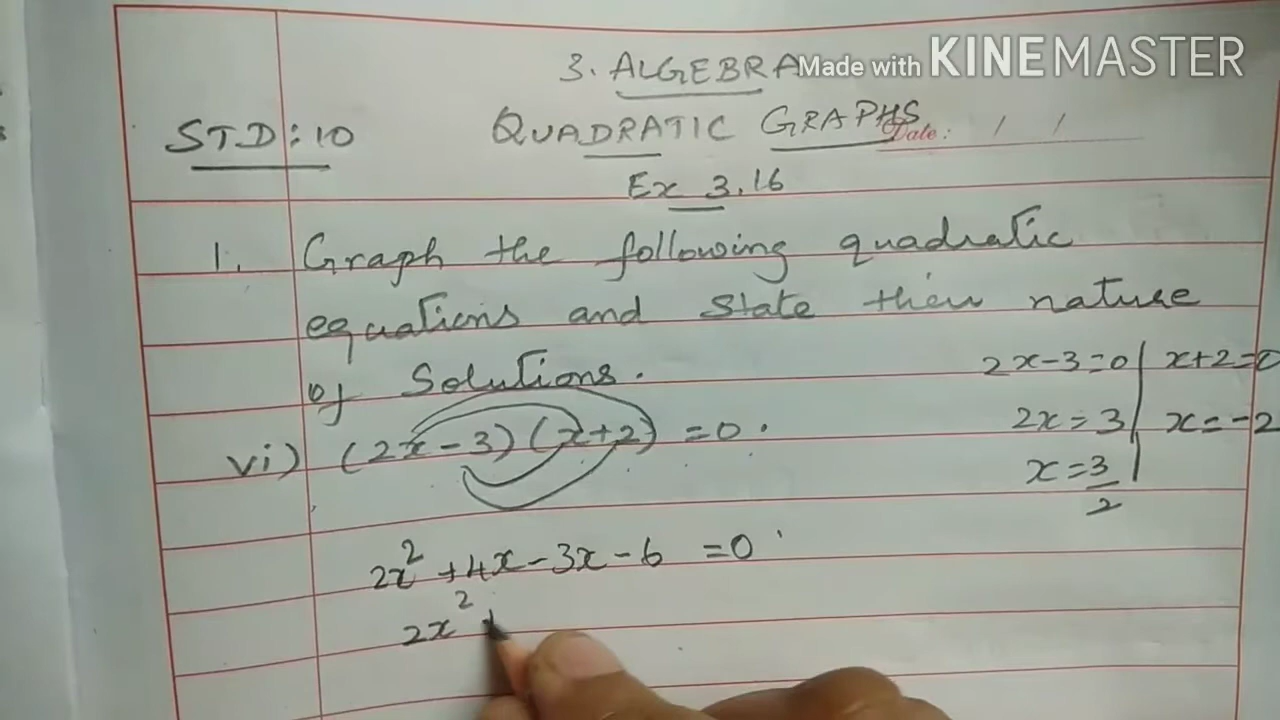 3. ALGEBRA
Made with KINEMASTER
STD: 10
QUADRATIC GRAPHS
Date: / /
Ex 3.16
1. Graph the following quadratic
equations and state their nature
of Solutions.
vi) (2x-3)(x+2) = 0.
2x-3=0 | x+2=0
2x=3 | x=-2
x=3/2
2x²+4x-3x-6 =0
2x² +